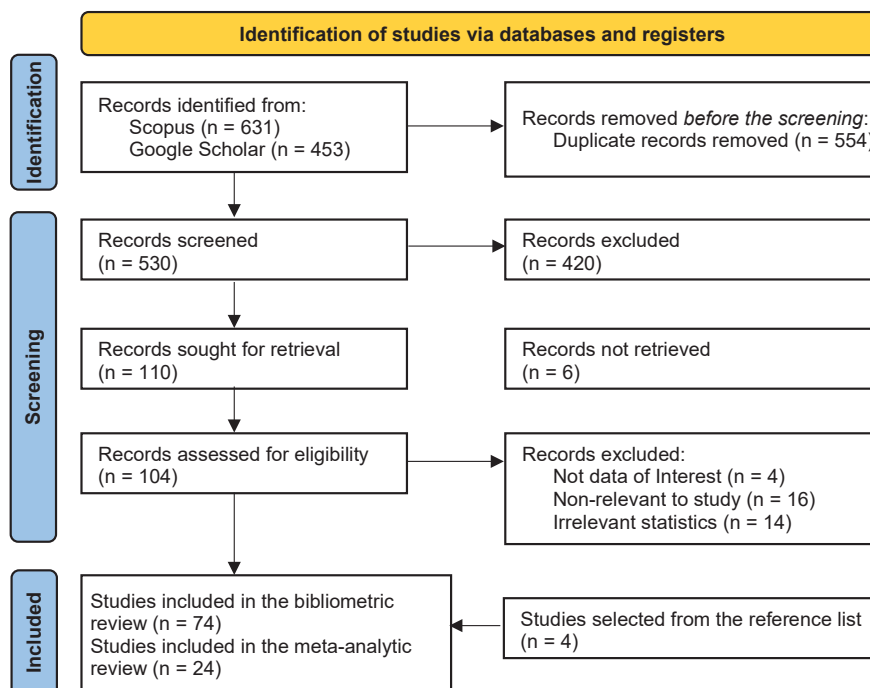 Identification of studies via databases and registers
Identification
Records identified from:
Scopus (n = 631)
Google Scholar (n = 453)
Records removed before the screening:
Duplicate records removed (n = 554)
Screening
Records screened
(n = 530)
Records excluded
(n = 420)
Records sought for retrieval
(n = 110)
Records not retrieved
(n = 6)
Records assessed for eligibility
(n = 104)
Records excluded:
Not data of Interest (n = 4)
Non-relevant to study (n = 16)
Irrelevant statistics (n = 14)
Included
Studies included in the bibliometric
review (n = 74)
Studies included in the meta-analytic
review (n = 24)
Studies selected from the reference list
(n = 4)